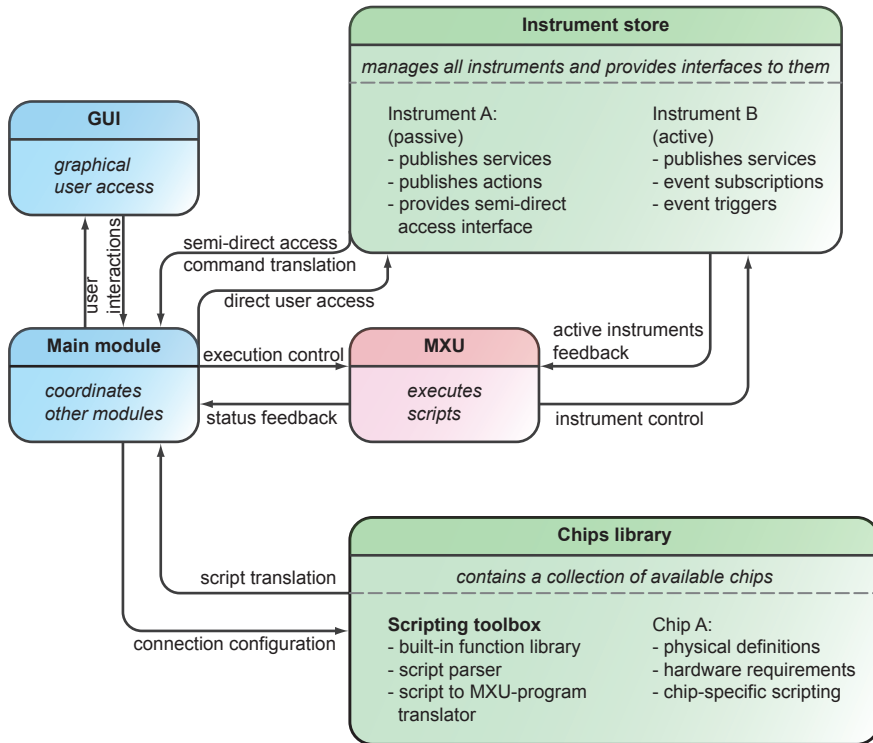 Instrument store
manages all instruments and provides interfaces to them
Instrument A:
(passive)
- publishes services
- publishes actions
- provides semi-direct
access interface
Instrument B
(active)
- publishes services
- event subscriptions
- event triggers
GUI
graphical
user access
user
interactions
semi-direct access
command translation
direct user access
Main module
coordinates
other modules
execution control
status feedback
MXU
executes
scripts
active instruments
feedback
instrument control
Chips library
contains a collection of available chips
script translation
connection configuration
Scripting toolbox
- built-in function library
- script parser
- script to MXU-program
translator
Chip A:
- physical definitions
- hardware requirements
- chip-specific scripting